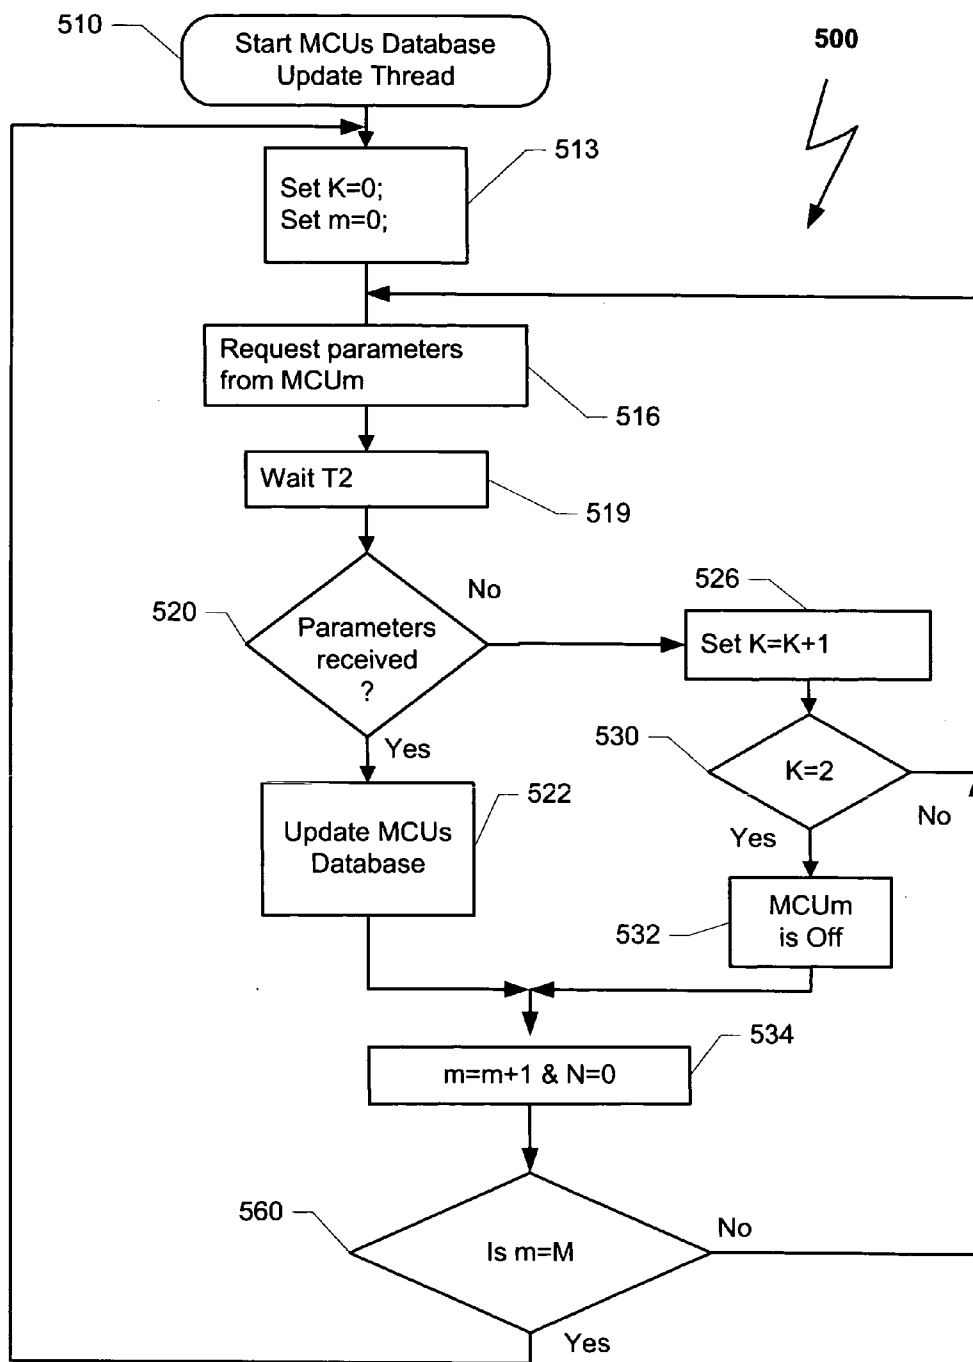 510
Start MCUs Database
Update Thread
500
513
Set K=0;
Set m=0;
Request parameters
from MCUm
516
Wait T2
519
520
Parameters
received
?
No
526
Set K=K+1
530
K=2
No
Yes
Yes
522
Update MCUs
Database
532
MCUm
is Off
534
m=m+1 & N=0
560
Is m=M
No
Yes